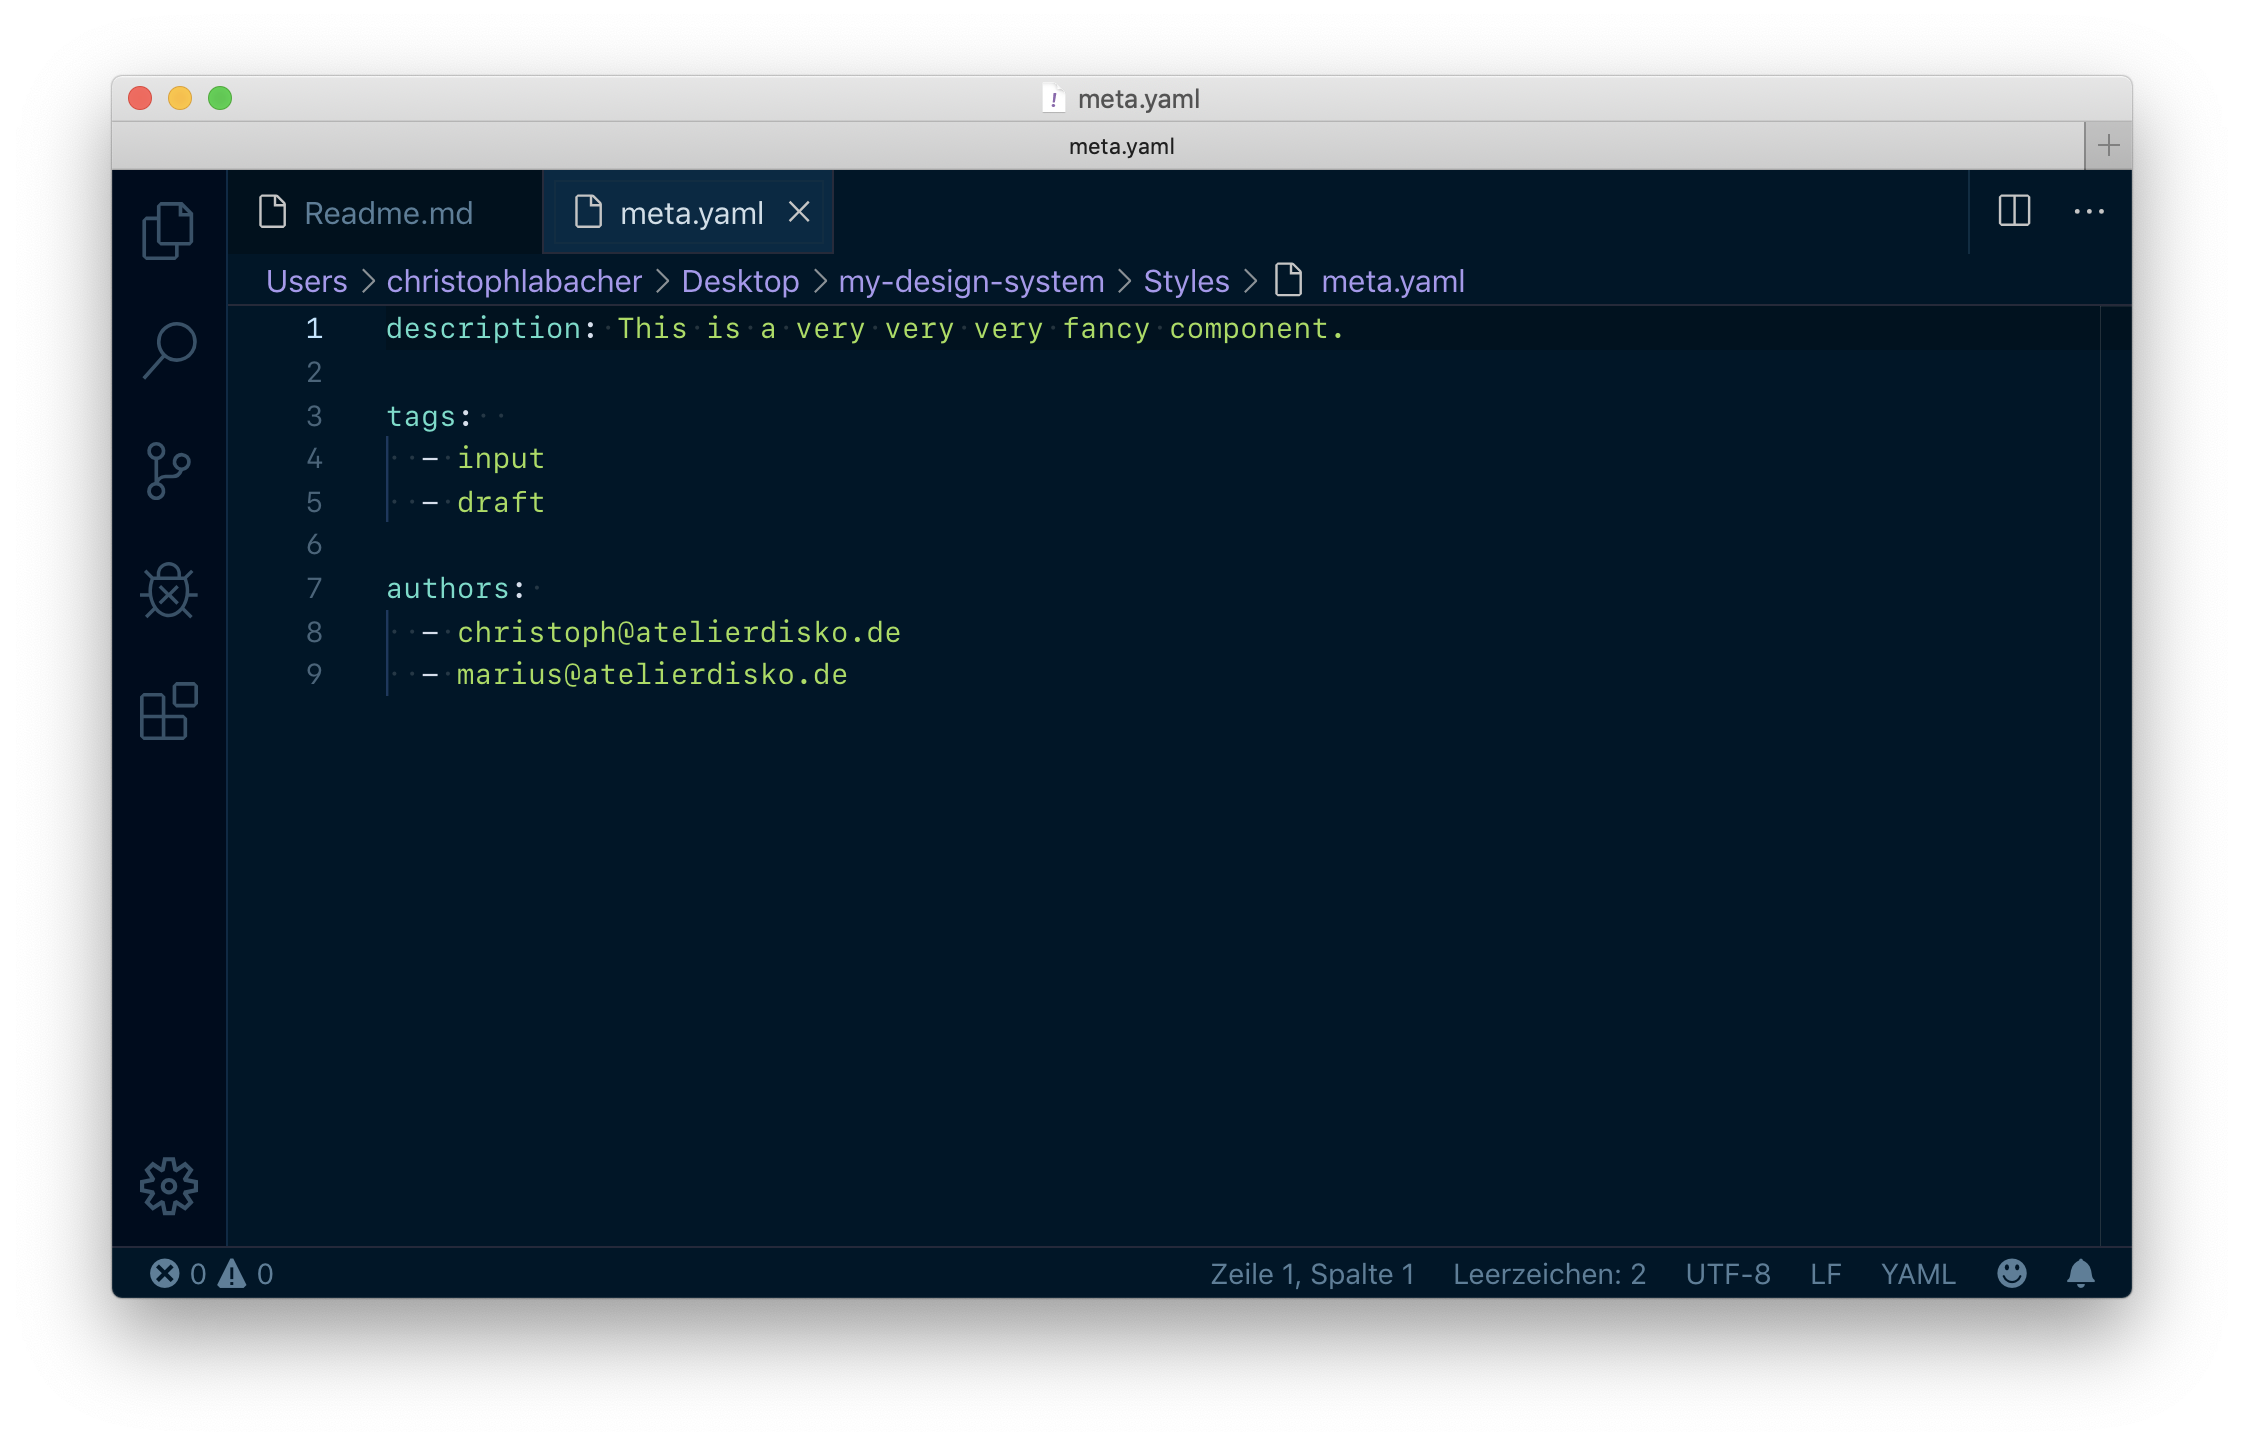 meta.yaml
meta.yaml
Readme.md
meta.yaml
Users > christophlabacher > Desktop > my-design-system > Styles > meta.yaml
1 description: This is a very very very fancy component.
2
3 tags:
4 - input
5 - draft
6
7 authors:
8 - christoph@atelierdisko.de
9 - marius@atelierdisko.de
0 0 Zeile 1, Spalte 1 Leerzeichen: 2 UTF-8 LF YAML